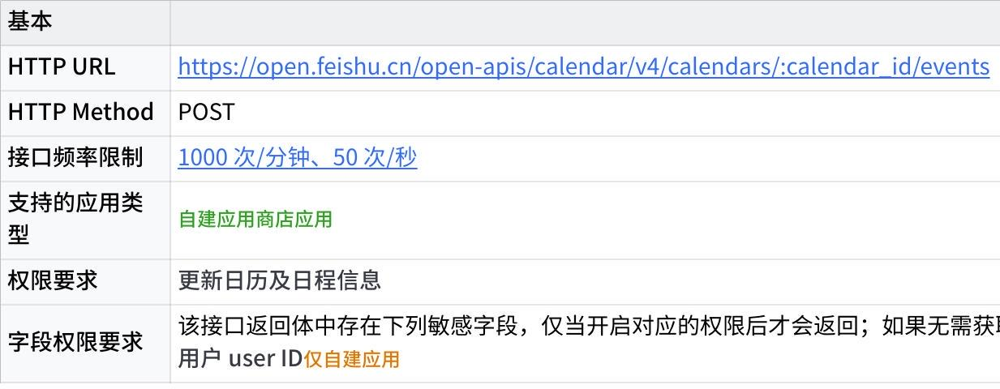 基本
HTTP URL
https://open.feishu.cn/open-apis/calendar/v4/calendars/:calendar_id/events
HTTP Method
POST
接口频率限制
1000 次/分钟、50 次/秒
支持的应用类
型
自建应用商店应用
权限要求
更新日历及日程信息
字段权限要求
该接口返回体中存在下列敏感字段，仅当开启对应的权限后才会返回；如果无需获
用户 user ID仅自建应用